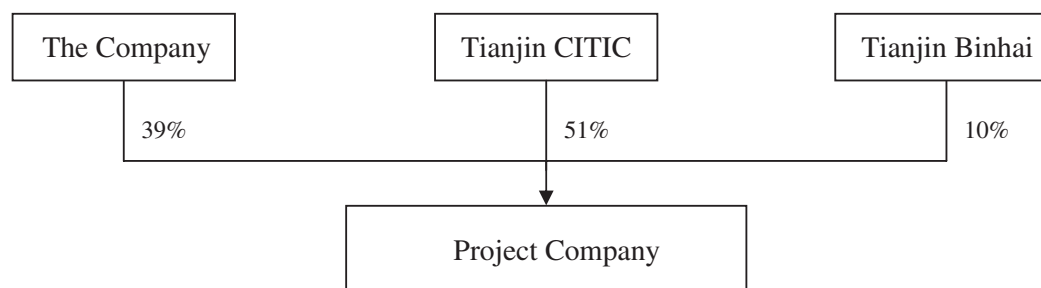 The Company
Tianjin CITIC
Tianjin Binhai
39%
51%
10%
Project Company